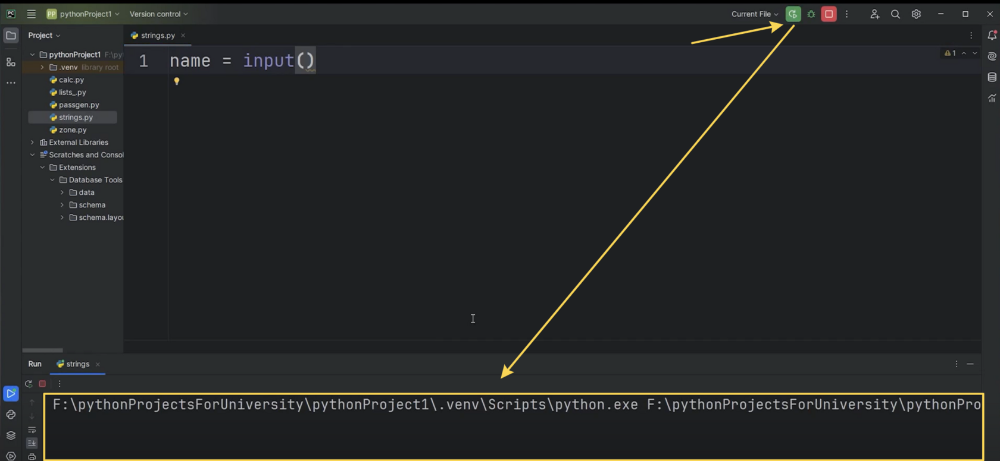 PC
PP pythonProject1 Version control Current File
Project strings.py
pythonProject1 F:\py
1 name = input() 1
.venv library root
calc.py
lists_.py
passgen.py
strings.py
zone.py
External Libraries
Scratches and Consol
Extensions
Database Tools
data
schema
schema.layou
Run strings
F:\pythonProjectsForUniversity\pythonProject1\.venv\Scripts\python.exe F:\pythonProjectsForUniversity\pythonPro